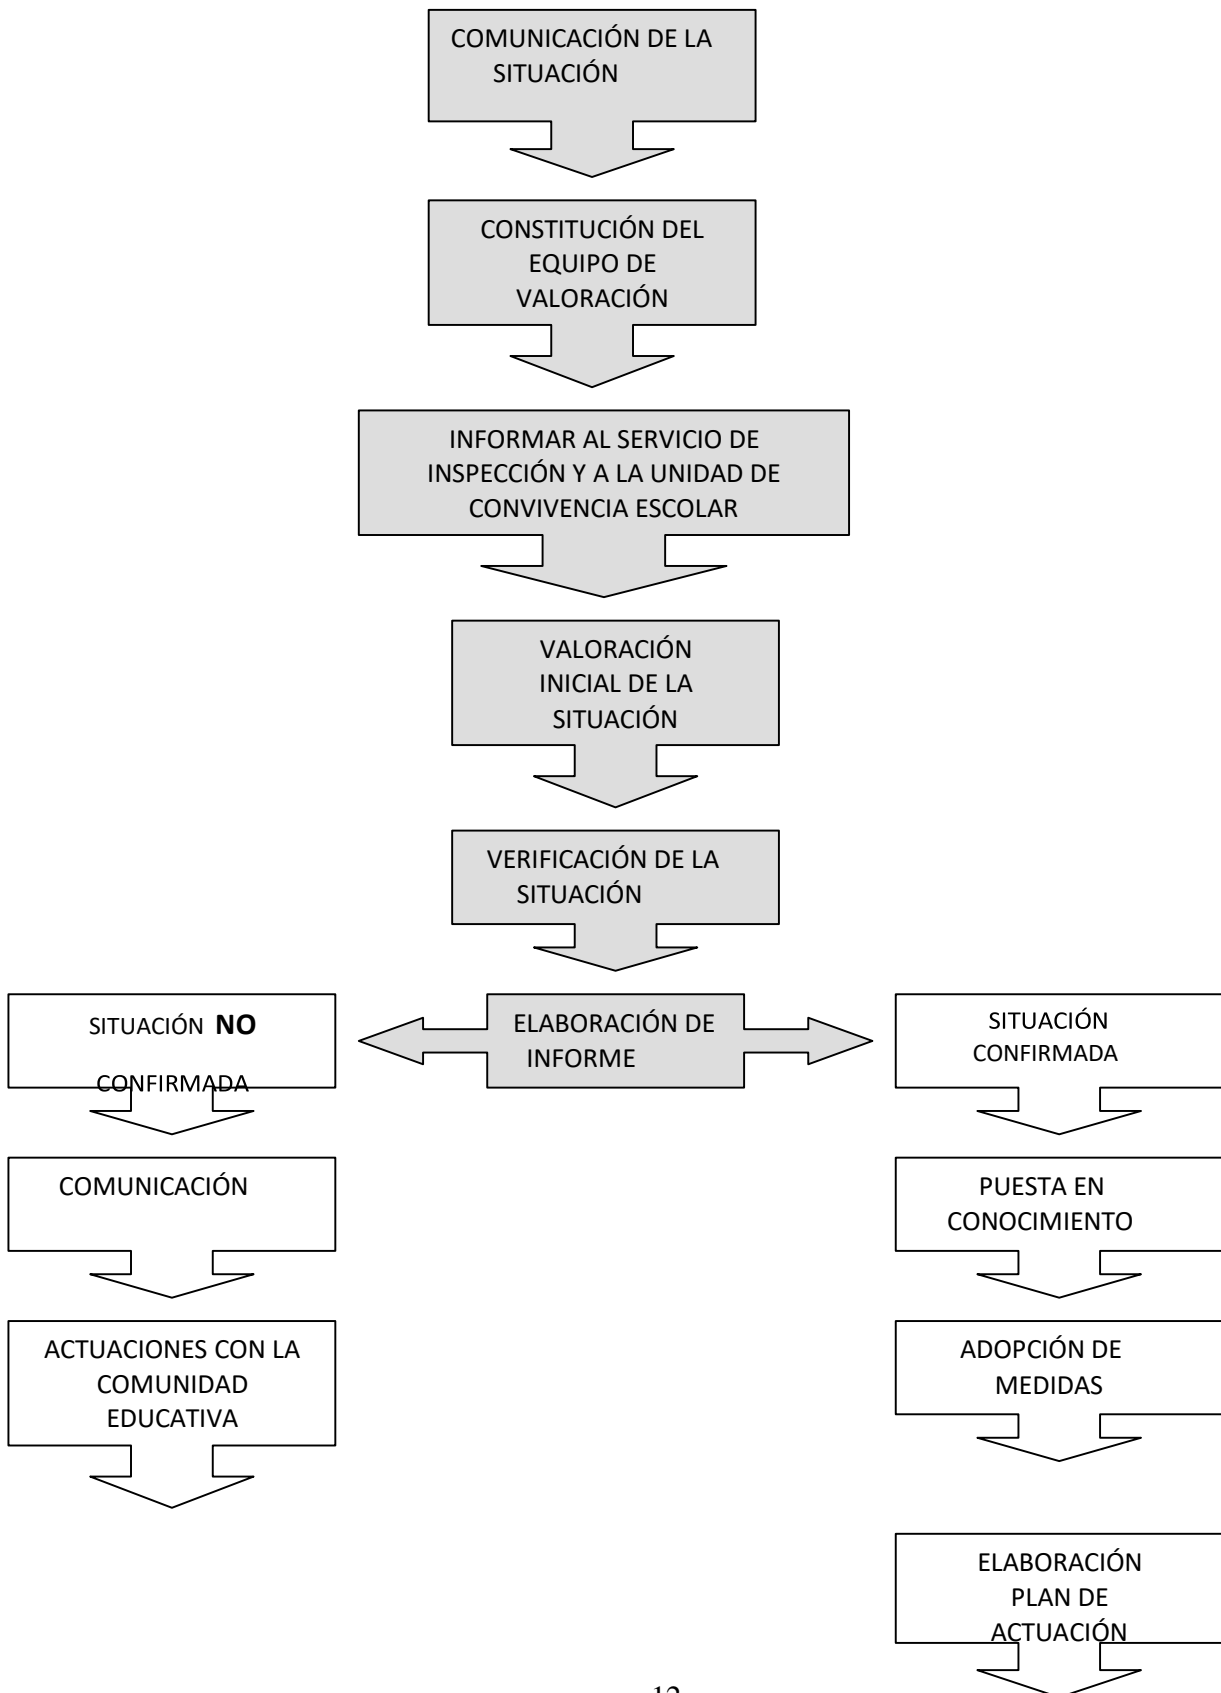 COMUNICACIÓN DE LA
SITUACIÓN
CONSTITUCIÓN DEL
EQUIPO DE
VALORACIÓN
INFORMAR AL SERVICIO DE
INSPECCIÓN Y A LA UNIDAD DE
CONVIVENCIA ESCOLAR
VALORACIÓN
INICIAL DE LA
SITUACIÓN
VERIFICACIÓN DE LA
SITUACIÓN
SITUACIÓN NO
CONFIRMADA
ELABORACIÓN DE
INFORME
SITUACIÓN
CONFIRMADA
COMUNICACIÓN
PUESTA EN
CONOCIMIENTO
ACTUACIONES CON LA
COMUNIDAD
EDUCATIVA
ADOPCIÓN DE
MEDIDAS
ELABORACIÓN
PLAN DE
ACTUACIÓN
12